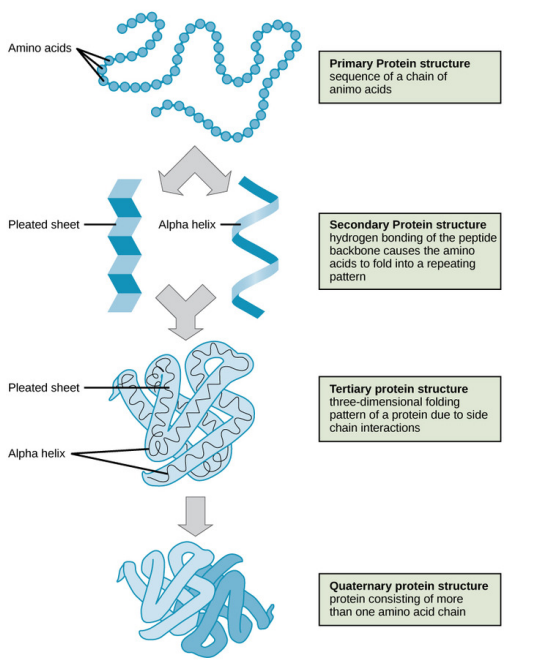 Amino acids
Primary Protein structure
sequence of a chain of
animo acids
Pleated sheet
Alpha helix
Secondary Protein structure
hydrogen bonding of the peptide
backbone causes the amino
acids to fold into a repeating
pattern
Pleated sheet
Alpha helix
Tertiary protein structure
three-dimensional folding
pattern of a protein due to side
chain interactions
Quaternary protein structure
protein consisting of more
than one amino acid chain